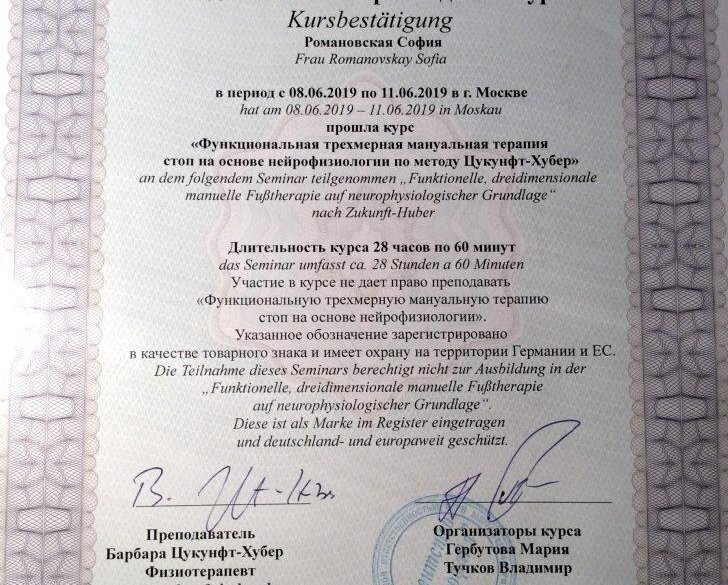 Kursbestätigung
Романовская София
Frau Romanovskay Sofia
в период с 08.06.2019 по 11.06.2019 в г. Москве
hat am 08.06.2019 – 11.06.2019 in Moskau
прошла курс
«Функциональная трехмерная мануальная терапия
стоп на основе нейрофизиологии по методу Цукунфт-Хубер»
an dem folgendem Seminar teilgenommen „Funktionelle, dreidimensionale
manuelle Fußtherapie auf neurophysiologischer Grundlage“
nach Zukunft-Huber
Длительность курса 28 часов по 60 минут
das Seminar umfasst ca. 28 Stunden a 60 Minuten
Участие в курсе не дает право преподавать
«Функциональную трехмерную мануальную терапию
стоп на основе нейрофизиологии».
Указанное обозначение зарегистрировано
в качестве товарного знака и имеет охрану на территории Германии и ЕС.
Die Teilnahme dieses Seminars berechtigt nicht zur Ausbildung in der
„Funktionelle, dreidimensionale manuelle Fußtherapie
auf neurophysiologischer Grundlage“.
Diese ist als Marke im Register eingetragen
und deutschland- und europaweit geschützt.
Преподаватель
Барбара Цукунфт-Хубер
Физиотерапевт
Организаторы курса
Гербутова Мария
Тучков Владимир